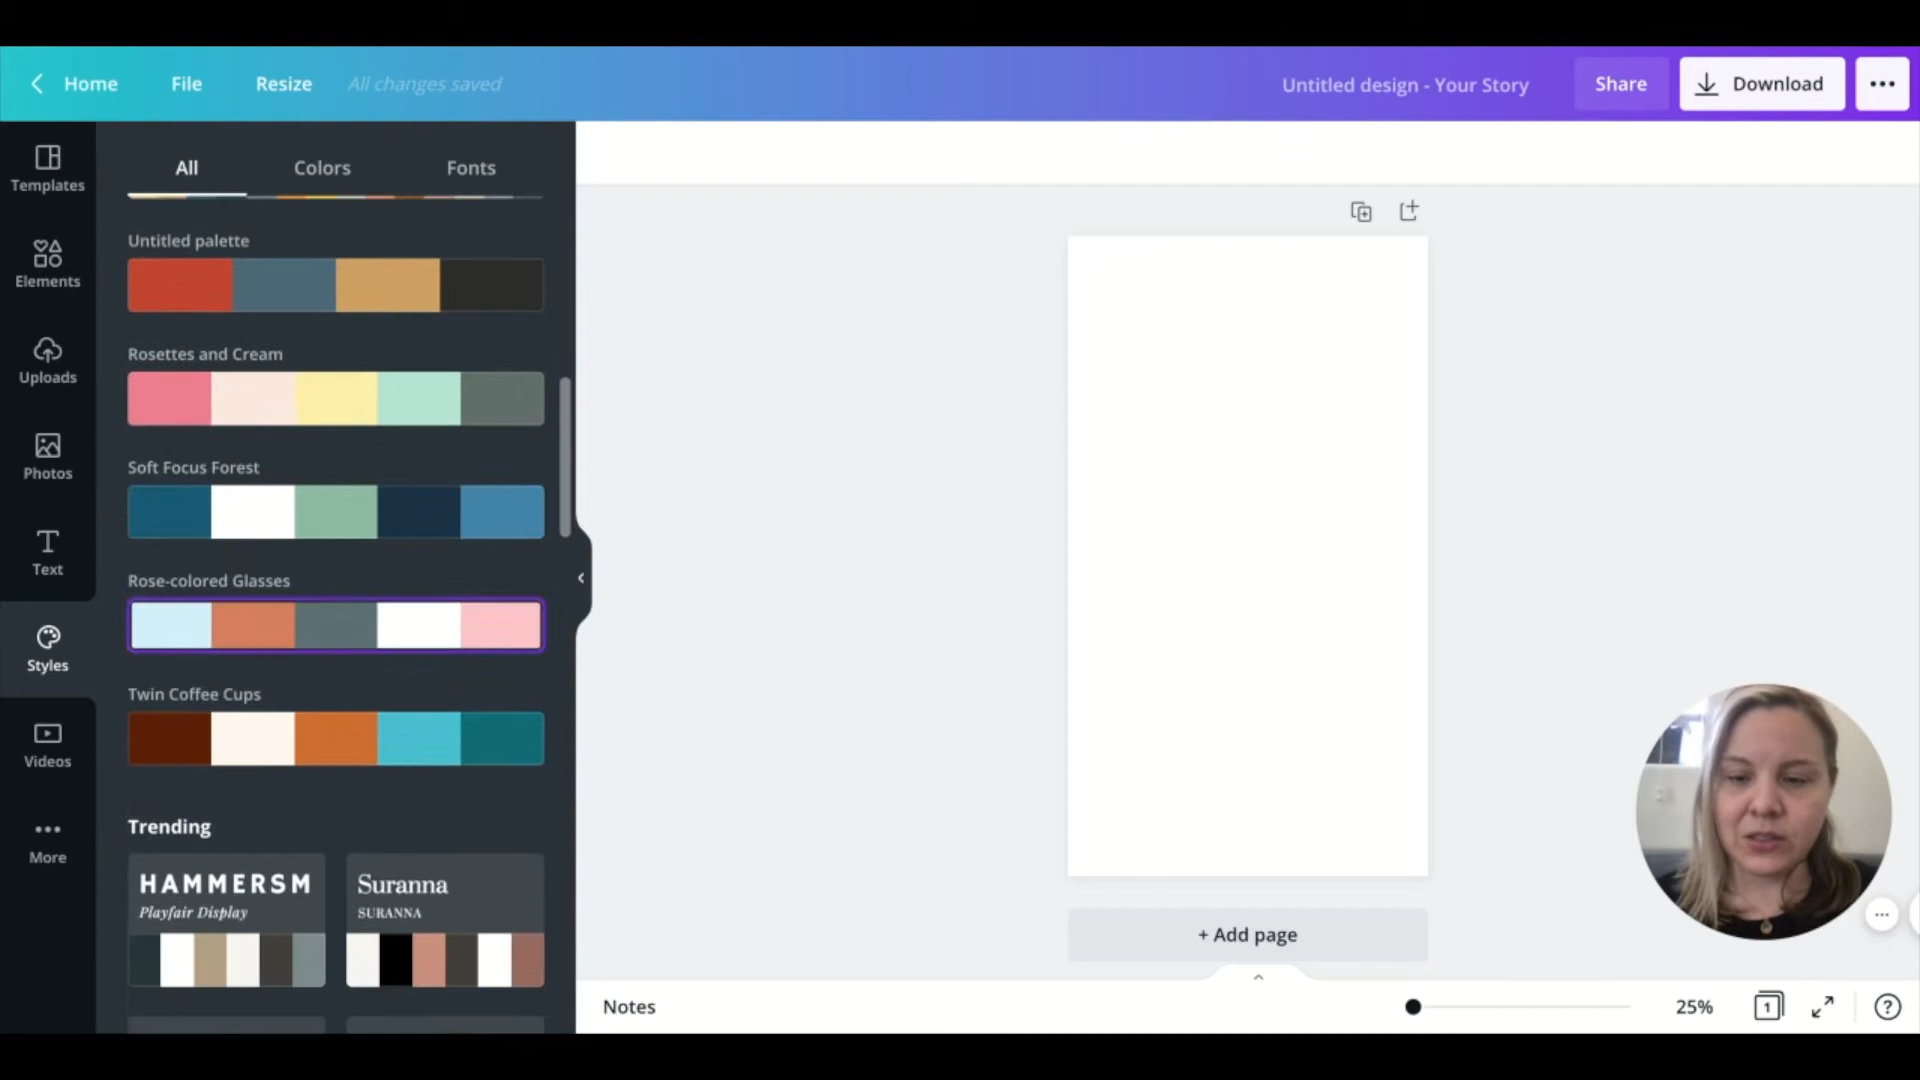 Home
File
Resize
All changes saved
Untitled design - Your Story
Share
Download
Templates
Elements
Uploads
Photos
Text
Styles
Videos
More
All
Colors
Fonts
Untitled palette
Rosettes and Cream
Soft Focus Forest
Rose-colored Glasses
Twin Coffee Cups
Trending
HAMMERSM
Playfair Display
Suranna
SURANNA
+ Add page
Notes
25%
1
?